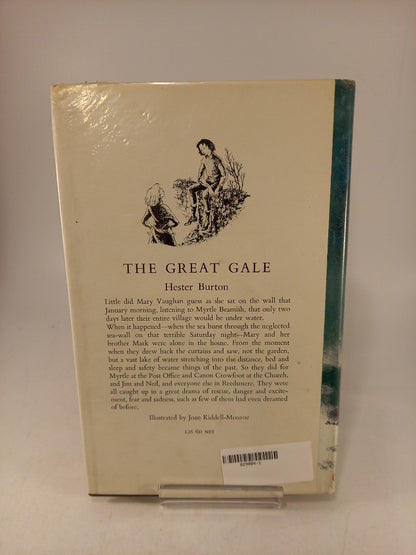 THE GREAT GALE
Hester Burton
Little did Mary Vaughan guess as she sat on the wall that
January morning, listening to Myrtle Beamish, that only two
days later their entire village would be under water.
When it happened—when the sea burst through the neglected
sea-wall on that terrible Saturday night—Mary and her
brother Mark were alone in the house. From the moment
when they drew back the curtains and saw, not the garden,
but a vast lake of water stretching into the distance, bed and
sleep and safety became things of the past. So they did for
Myrtle at the Post Office and Canon Crowfoot at the Church,
and Jim and Neil, and everyone else in Reedsmere. They were
all caught up in a great drama of rescue, danger and excite-
ment, fear and sadness, such as few of them had even dreamed
of before.
Illustrated by Joan Kiddell-Monroe
12s 6D NET